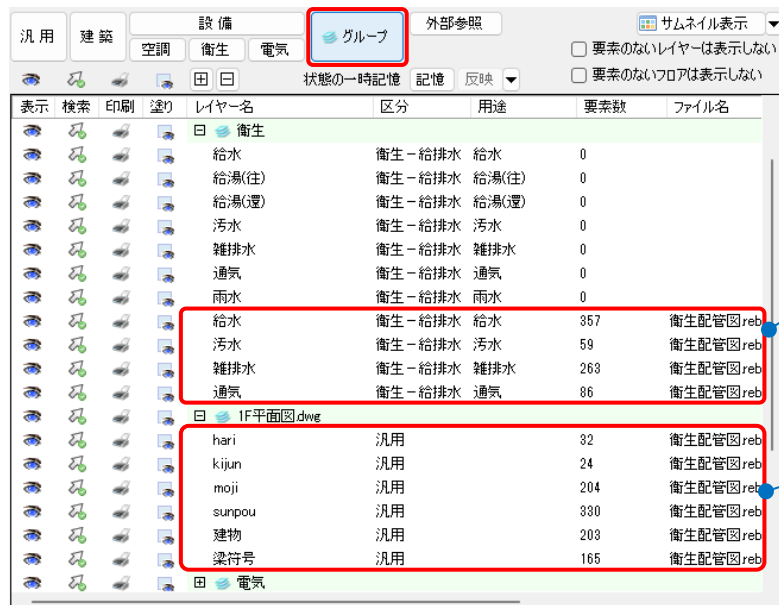 汎用 建築 設備 グループ 外部参照 サムネイル表示
空調 衛生 電気 要素のないレイヤーは表示しない
状態の一時記憶 記憶 反映 要素のないフロアは表示しない
表示 検索 印刷 塗り レイヤー名 区分 用途 要素数 ファイル名
衛生
給水 衛生-給排水 給水 0
給湯(往) 衛生-給排水 給湯(往) 0
給湯(還) 衛生-給排水 給湯(還) 0
汚水 衛生-給排水 汚水 0
雑排水 衛生-給排水 雑排水 0
通気 衛生-給排水 通気 0
雨水 衛生-給排水 雨水 0
給水 衛生-給排水 給水 357 衛生配管図.reb
汚水 衛生-給排水 汚水 59 衛生配管図.reb
雑排水 衛生-給排水 雑排水 263 衛生配管図.reb
通気 衛生-給排水 通気 86 衛生配管図.reb
1F平面図.dwg
hari 汎用 32 衛生配管図.reb
kijun 汎用 24 衛生配管図.reb
moji 汎用 204 衛生配管図.reb
sunpou 汎用 330 衛生配管図.reb
建物 汎用 203 衛生配管図.reb
梁符号 汎用 165 衛生配管図.reb
電気